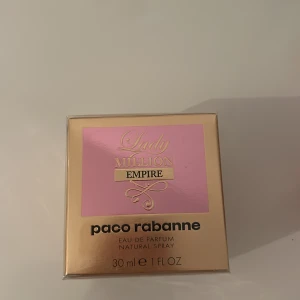 Lady
MILLION
EMPIRE
paco rabanne
EAU DE PARFUM
NATURAL SPRAY
30 ml e 1 FL.OZ